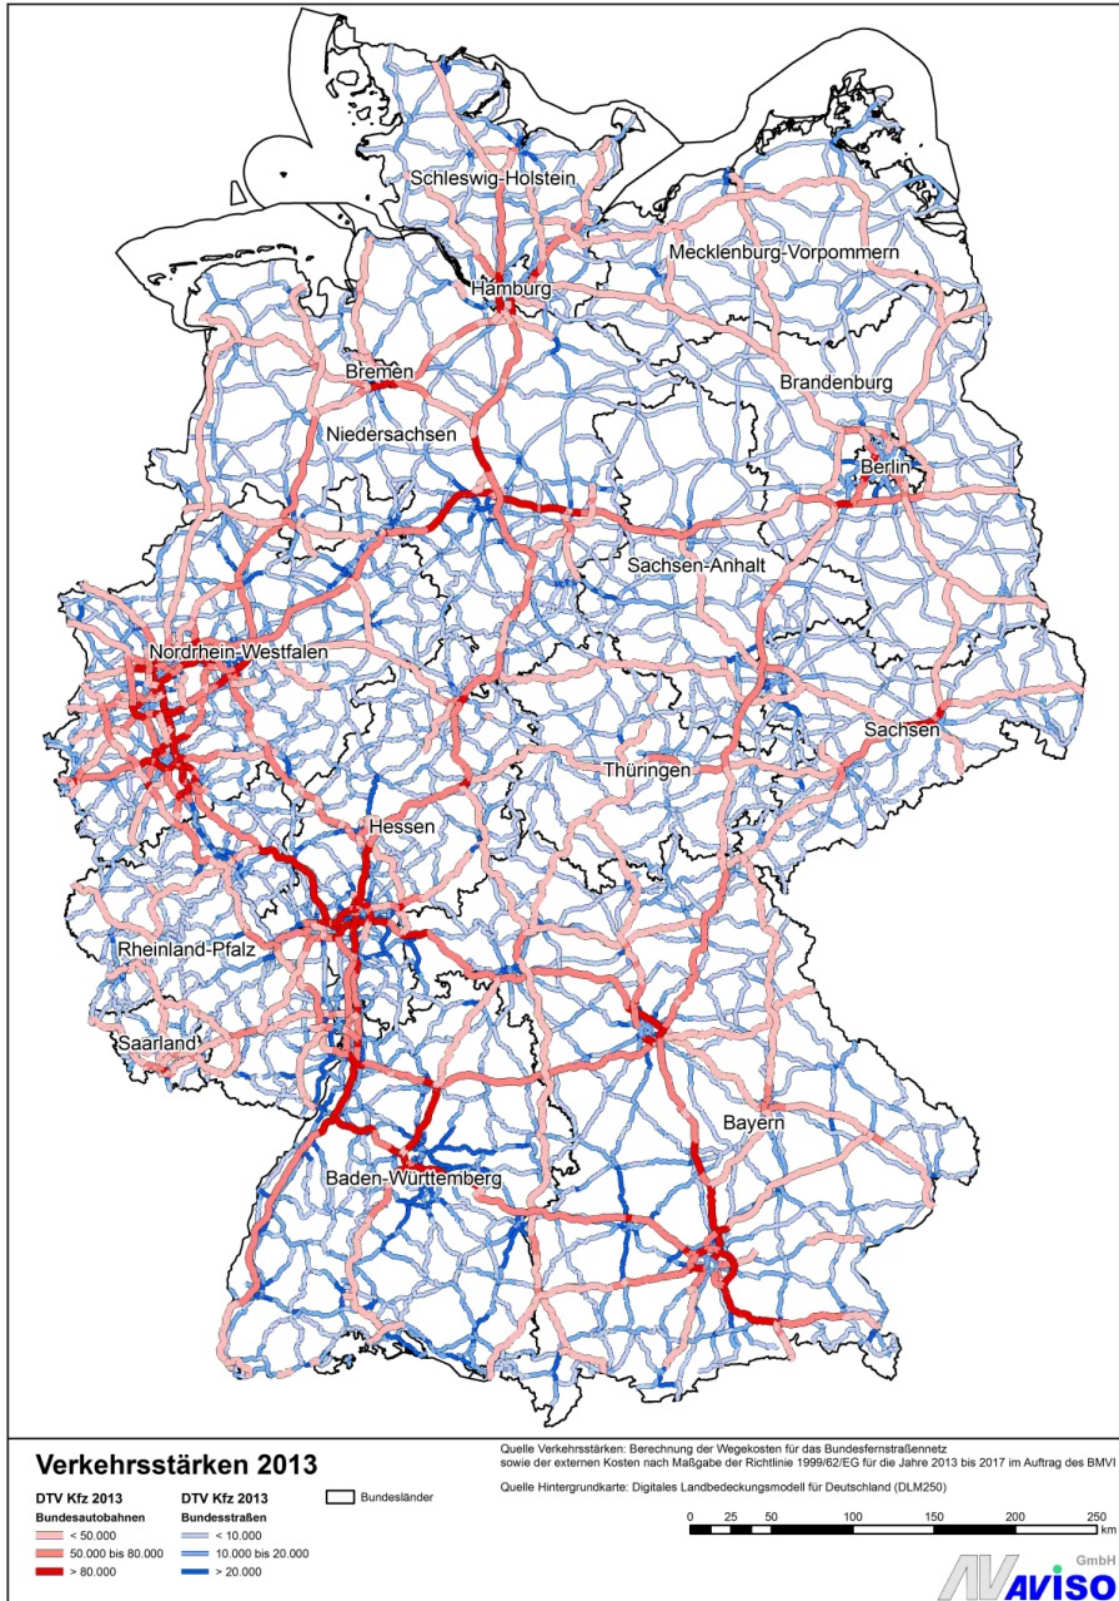 Schleswig-Holstein
Mecklenburg-Vorpommern
Hamburg
Bremen
Brandenburg
Niedersachsen
Berlin
Sachsen-Anhalt
Nordrhein-Westfalen
Sachsen
Thüringen
Hessen
Rheinland-Pfalz
Saarland
Bayern
Baden-Württemberg
Verkehrsstärken 2013
DTV Kfz 2013
Bundesautobahnen
< 50.000
50.000 bis 80.000
> 80.000
DTV Kfz 2013
Bundesstraßen
< 10.000
10.000 bis 20.000
> 20.000
Bundesländer
Quelle Verkehrsstärken: Berechnung der Wegekosten für das Bundesfernstraßennetz
sowie der externen Kosten nach Maßgabe der Richtlinie 1999/62/EG für die Jahre 2013 bis 2017 im Auftrag des BMVI
Quelle Hintergrundkarte: Digitales Landbedeckungsmodell für Deutschland (DLM250)
0 25 50 100 150 200 250
km
GmbH
AVISO